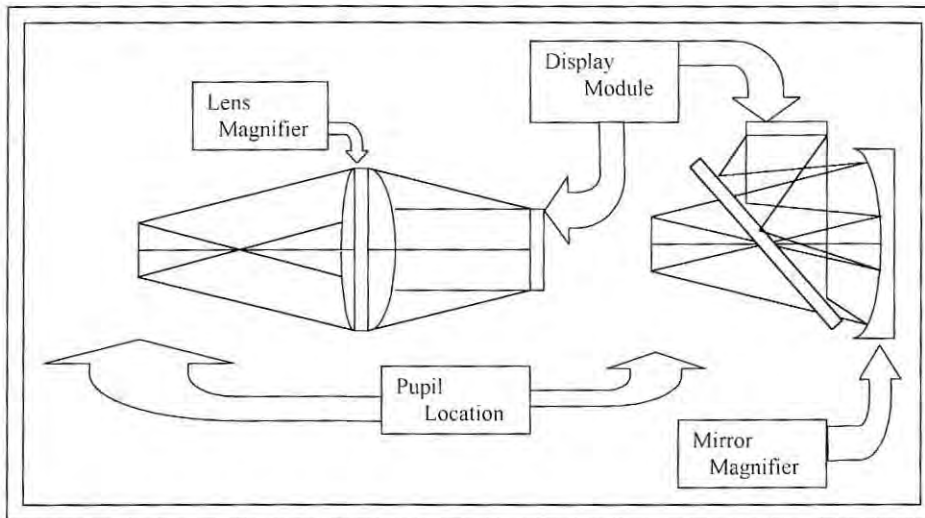 Display
Module
Lens
Magnifier
Pupil
Location
Mirror
Magnifier